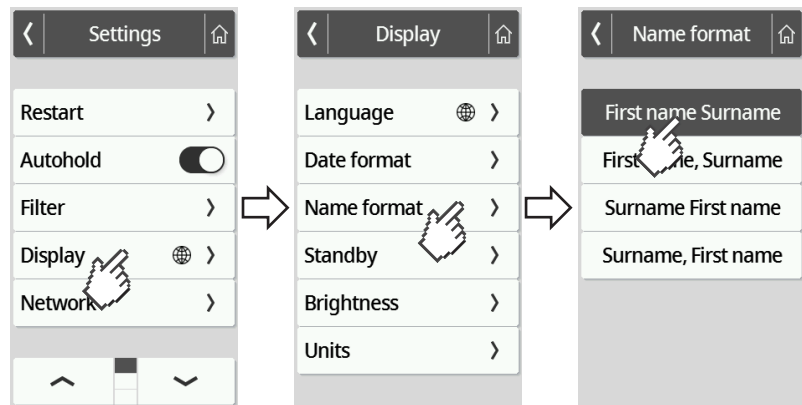 Settings
Restart
Autohold
Filter
Display
Network
Display
Language
Date format
Name format
Standby
Brightness
Units
Name format
First name Surname
First name, Surname
Surname First name
Surname, First name